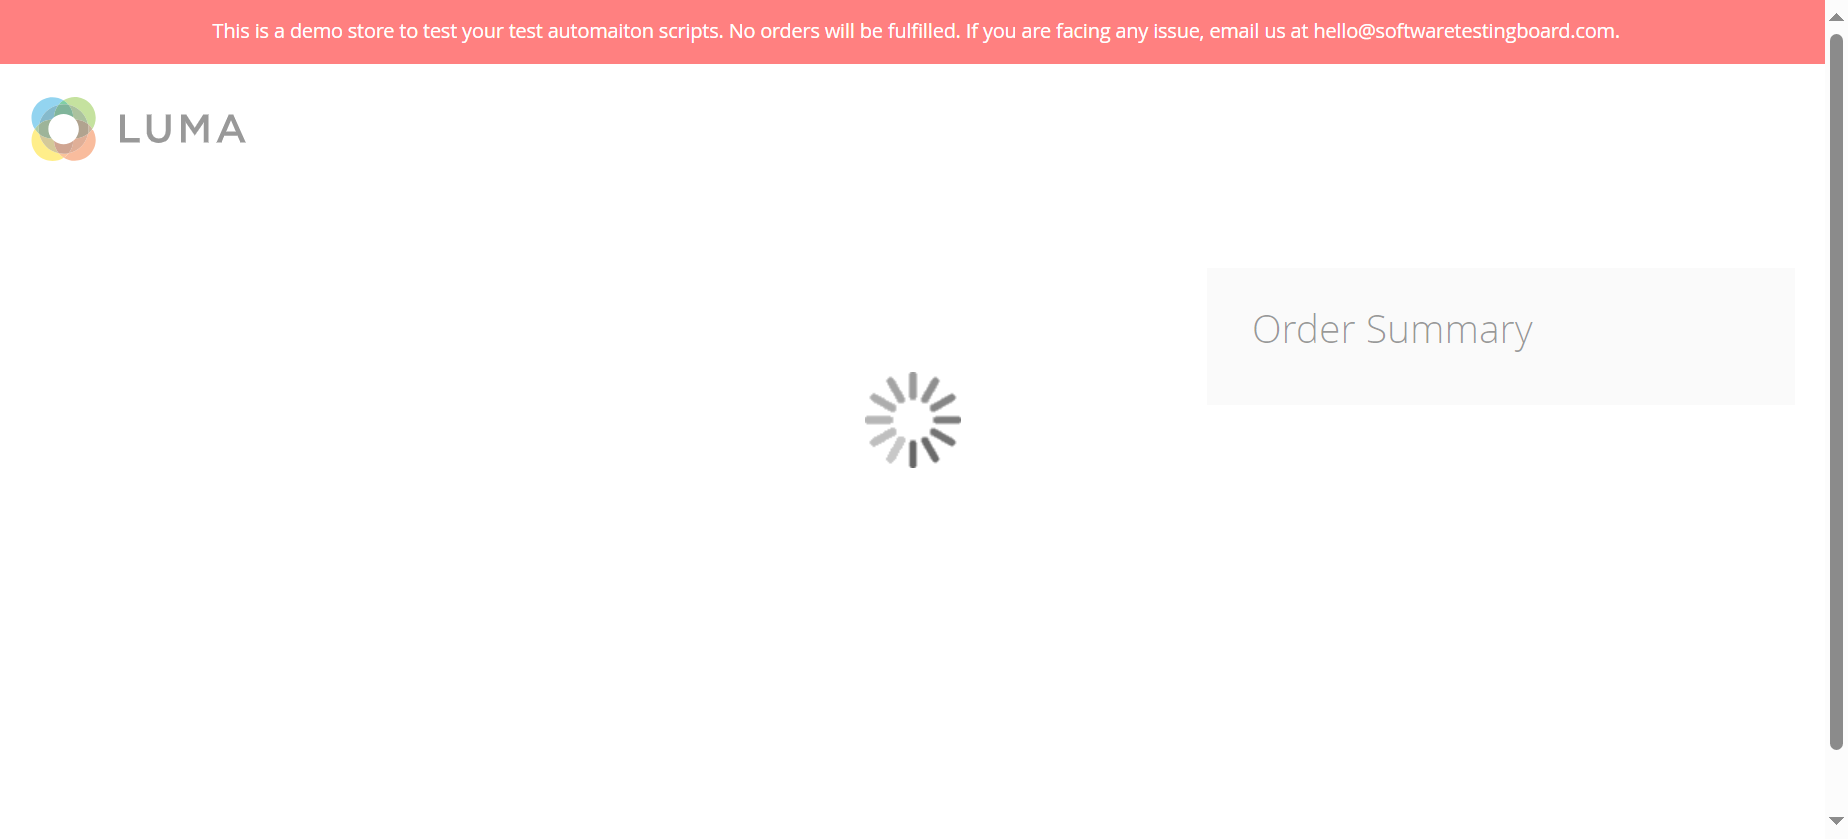 This is a demo store to test your test automaiton scripts. No orders will be fulfilled. If you are facing any issue, email us at hello@softwaretestingboard.com.
LUMA
Order Summary